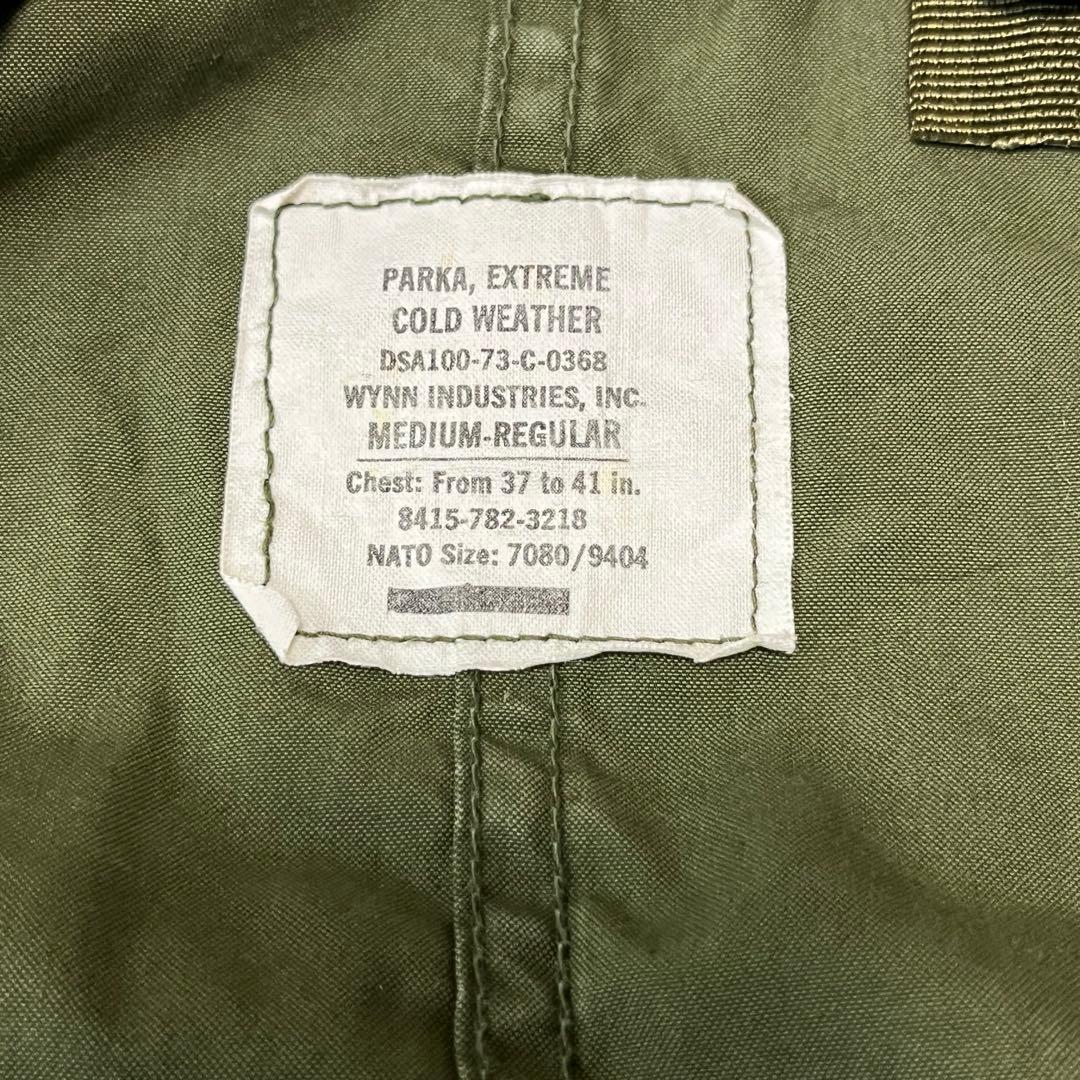 PARKA, EXTREME
COLD WEATHER
DSA100-73-C-0368
WYNN INDUSTRIES, INC.
MEDIUM-REGULAR
Chest: From 37 to 41 in.
8415-782-3218
NATO Size: 7080/9404